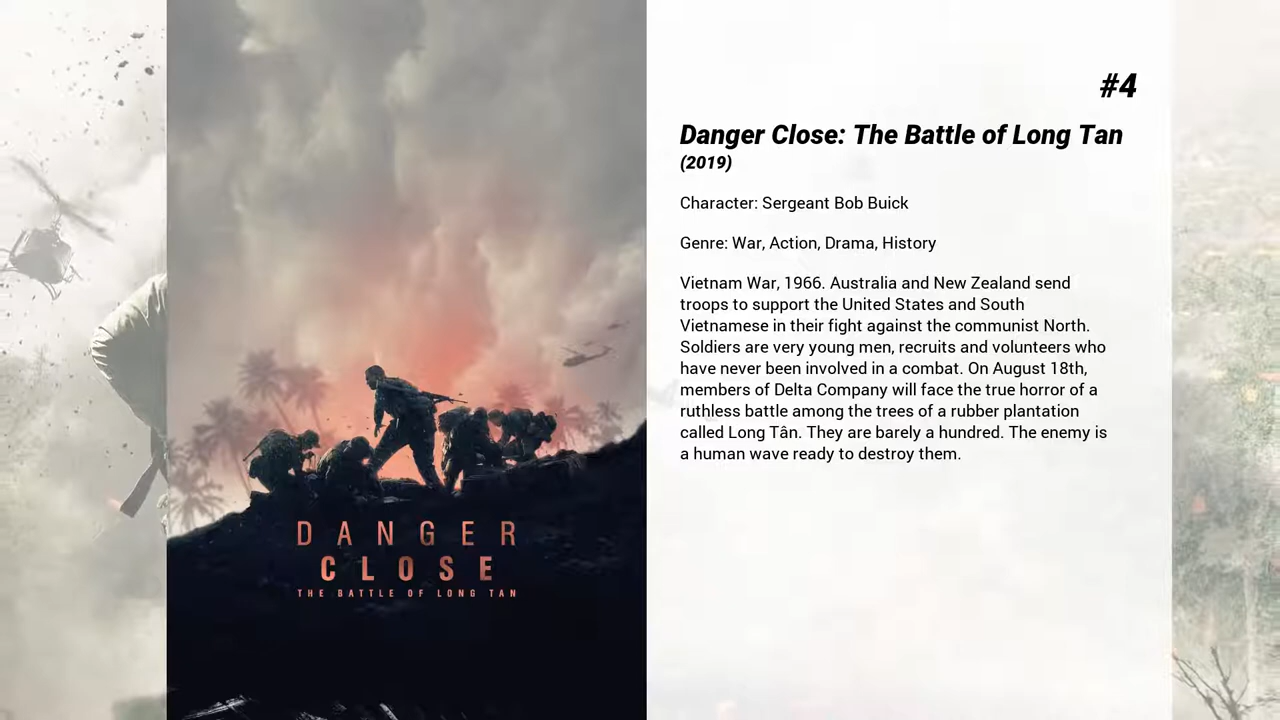 DANGER
CLOSE
THE BATTLE OF LONG TAN
#4
Danger Close: The Battle of Long Tan
(2019)
Character: Sergeant Bob Buick
Genre: War, Action, Drama, History
Vietnam War, 1966. Australia and New Zealand send
troops to support the United States and South
Vietnamese in their fight against the communist North.
Soldiers are very young men, recruits and volunteers who
have never been involved in a combat. On August 18th,
members of Delta Company will face the true horror of a
ruthless battle among the trees of a rubber plantation
called Long Tân. They are barely a hundred. The enemy is
a human wave ready to destroy them.